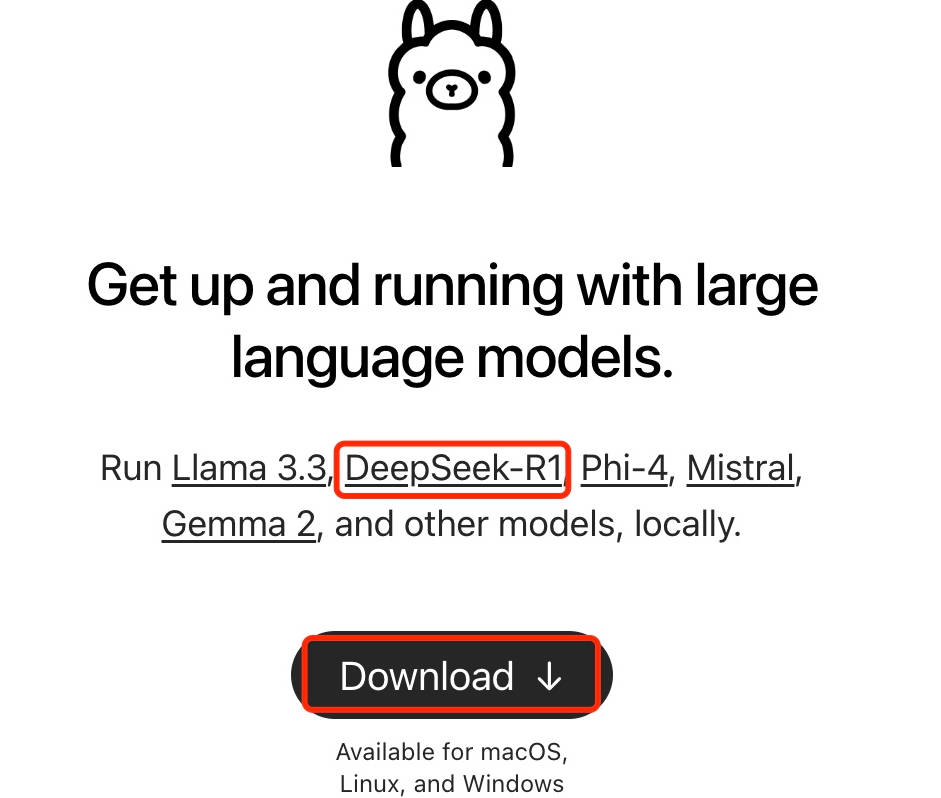 Get up and running with large
language models.
Run Llama 3.3, DeepSeek-R1, Phi-4, Mistral,
Gemma 2, and other models, locally.
Download ↓
Available for macOS,
Linux, and Windows